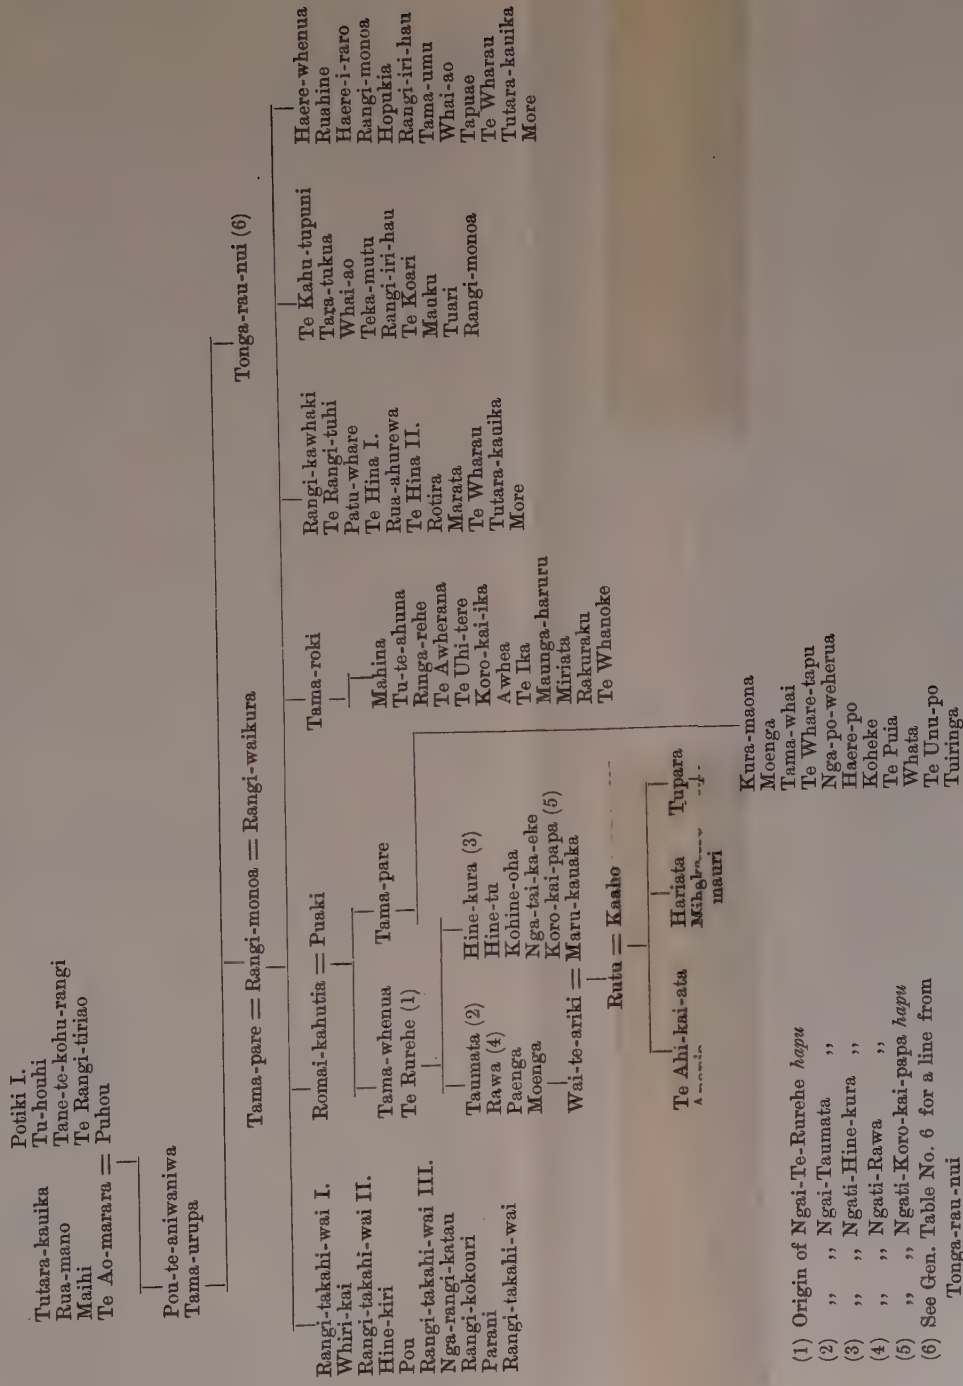 Potiki I.
Tutara-kauika Tu-houhi
Rua-mano Tane-te-kohu-rangi
Maihi Te Rangi-tiriao
Te Ao-marara = Puhou
Pou-te-aniwaniwa
Tama-urupa
Tama-pare = Rangi-monoa = Rangi-waikura
Tonga-rau-nui (6)
Rangi-takahi-wai I.
Whiri-kai
Rangi-takahi-wai II.
Hine-kiri
Pou
Rangi-takahi-wai III.
Nga-rangi-katau
Rangi-kokouri
Parani
Rangi-takahi-wai
Romai-kahutia = Puaki
Tama-whenua Tama-pare
Te Rurehe (1)
Taumata (2) Hine-kura (3)
Rawa (4) Hine-tu
Paenga Kohine-oha
Moenga Nga-tai-ka-eke
Koro-kai-papa (5)
Wai-te-ariki = Maru-kauaka
Rutu = Kaaho
Te Ahi-kai-ata Hariata Tupara
mauri
Kura-maona
Moenga
Tama-whai
Te Whare-tapu
Nga-po-weherua
Haere-po
Koheke
Te Puia
Whata
Te Unu-po
Tuiringa
Tama-roki
Mahina
Tu-te-ahuna
Ringa-rehe
Te Awherana
Te Uhi-tere
Koro-kai-ika
Awhea
Te Ika
Maunga-haruru
Miriata
Rakuraku
Te Whanoke
Rangi-kawhaki
Te Rangi-tuhi
Patu-whare
Te Hina I.
Rua-ahurewa
Te Hina II.
Rotira
Marata
Te Wharau
Tutara-kauika
More
Te Kahu-tupuni
Tara-tukua
Whai-ao
Teka-mutu
Rangi-iri-hau
Te Koari
Mauku
Tuari
Rangi-monoa
Haere-whenua
Ruahine
Haere-i-raro
Rangi-monoa
Hopukia
Rangi-iri-hau
Tama-umu
Whai-ao
Tapuae
Te Wharau
Tutara-kauika
More
(1) Origin of Ngai-Te-Rurehe hapu
(2) ,, ,, Ngai-Taumata ,,
(3) ,, ,, Ngati-Hine-kura ,,
(4) ,, ,, Ngati-Rawa ,,
(5) ,, ,, Ngati-Koro-kai-papa hapu
(6) See Gen. Table No. 6 for a line from
Tonga-rau-nui